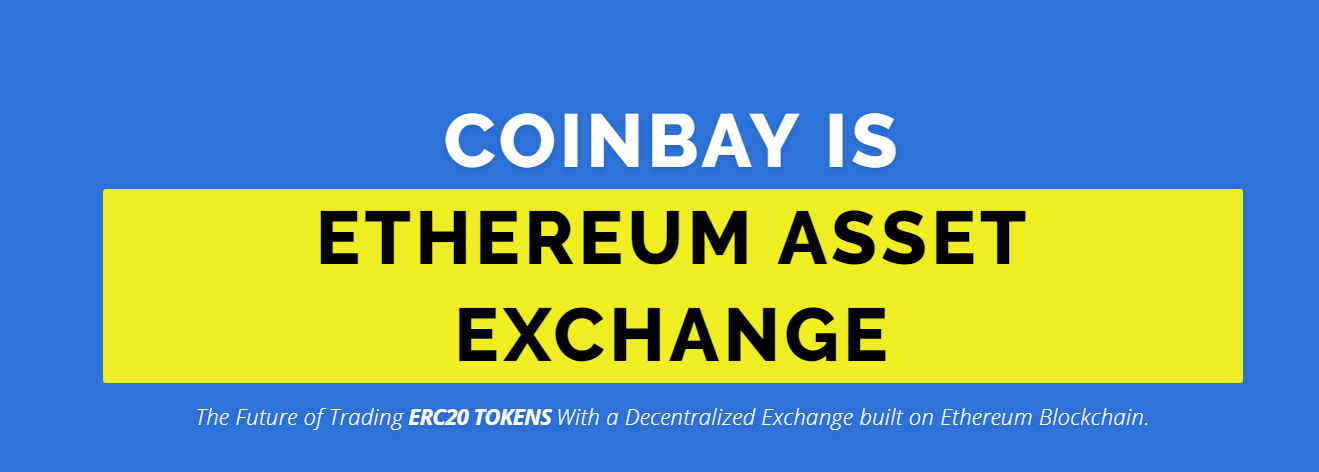 COINBAY IS
ETHEREUM ASSET
EXCHANGE
The Future of Trading ERC20 TOKENS With a Decentralized Exchange built on Ethereum Blockchain.